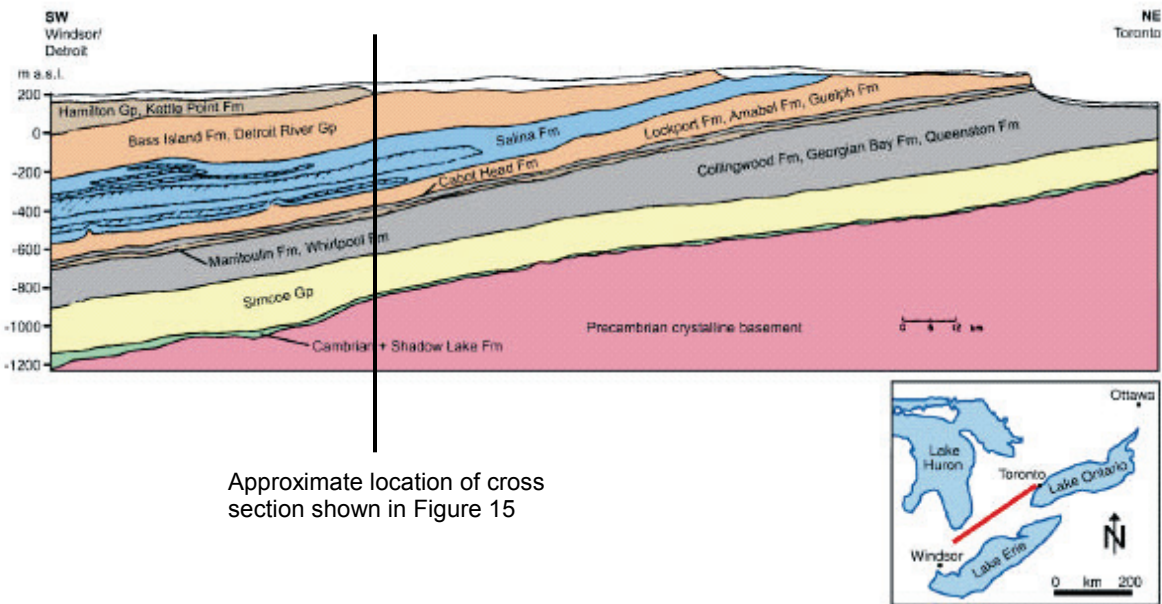 SW
Windsor/
Detroit
NE
Toronto
m a.s.l.
200
0
-200
-400
-600
-800
-1000
-1200
Hamilton Gp, Kettle Point Fm
Bass Island Fm, Detroit River Gp
Salina Fm
Lockport Fm, Amabel Fm, Guelph Fm
Cabot Head Fm
Collingwood Fm, Georgian Bay Fm, Queenston Fm
Manitoulin Fm, Whirlpool Fm
Simcoe Gp
Precambrian crystalline basement
0 6 12 km
Cambrian + Shadow Lake Fm
Approximate location of cross
section shown in Figure 15
Ottawa
Lake
Huron
Toronto
Lake Ontario
Windsor
Lake Erie
N
0 km 200